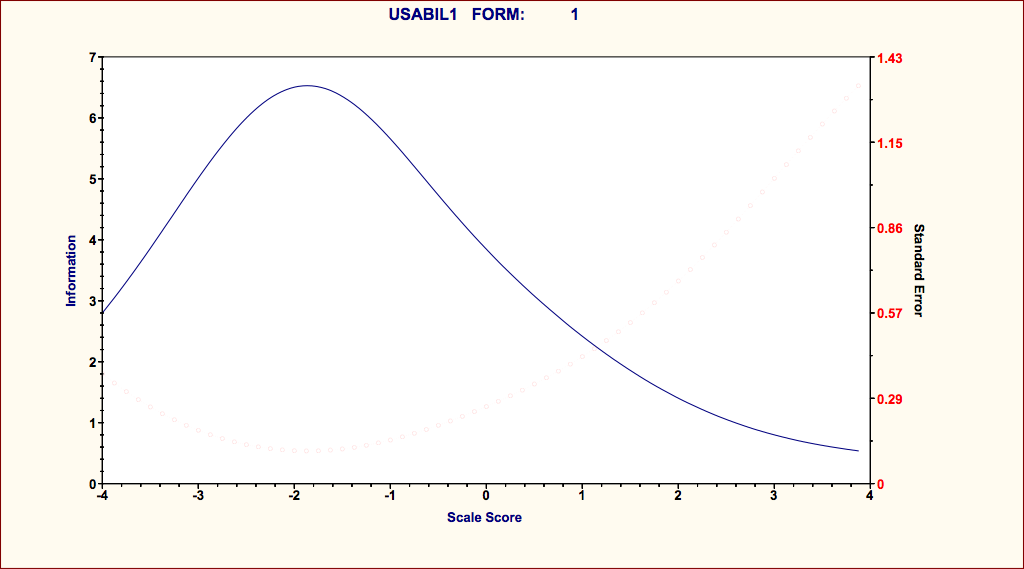 USABIL1 FORM: 1
7
6
5
4
3
2
1
0
Information
1.43
1.15
0.86
0.57
0.29
0
Standard Error
-4 -3 -2 -1 0 1 2 3 4
Scale Score